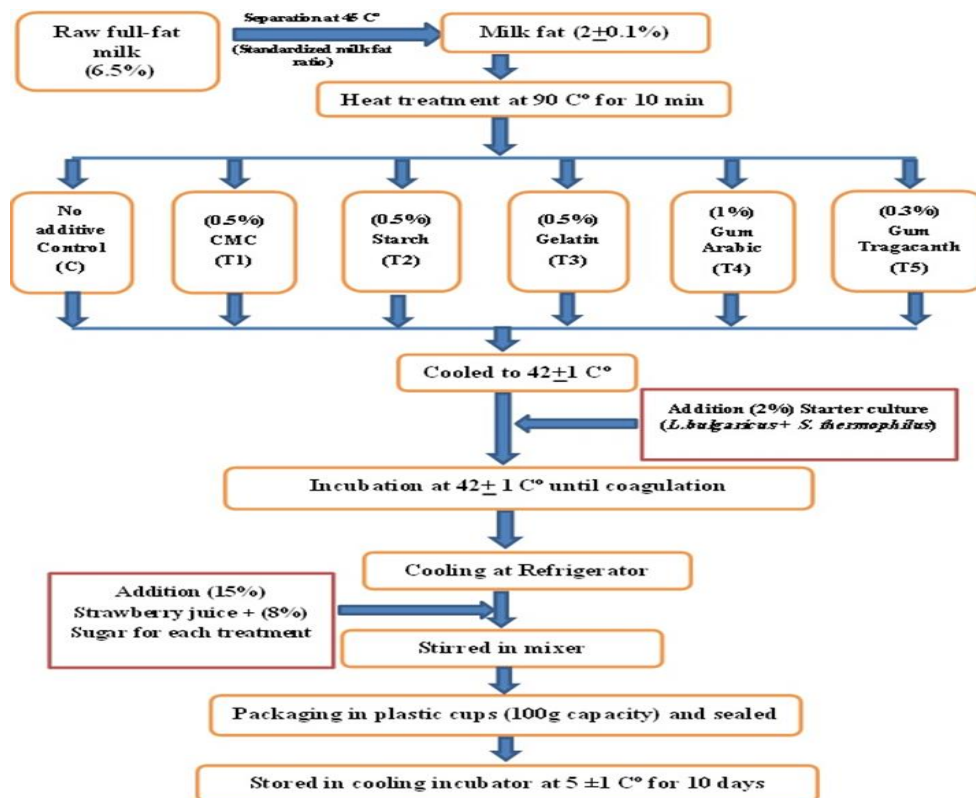 Raw full-fat
milk
(6.5%)
Separation at 45 C°
(Standardized milk fat
ratio)
Milk fat (2±0.1%)
Heat treatment at 90 C° for 10 min
No
additive
Control
(C)
(0.5%)
CMC
(T1)
(0.5%)
Starch
(T2)
(0.5%)
Gelatin
(T3)
(1%)
Gum
Arabic
(T4)
(0.3%)
Gum
Tragacanth
(T5)
Cooled to 42±1 C°
Addition (2%) Starter culture
(L.bulgaricus + S. thermophilus)
Incubation at 42± 1 C° until coagulation
Cooling at Refrigerator
Addition (15%)
Strawberry juice + (8%)
Sugar for each treatment
Stirred in mixer
Packaging in plastic cups (100g capacity) and sealed
Stored in cooling incubator at 5 ±1 C° for 10 days